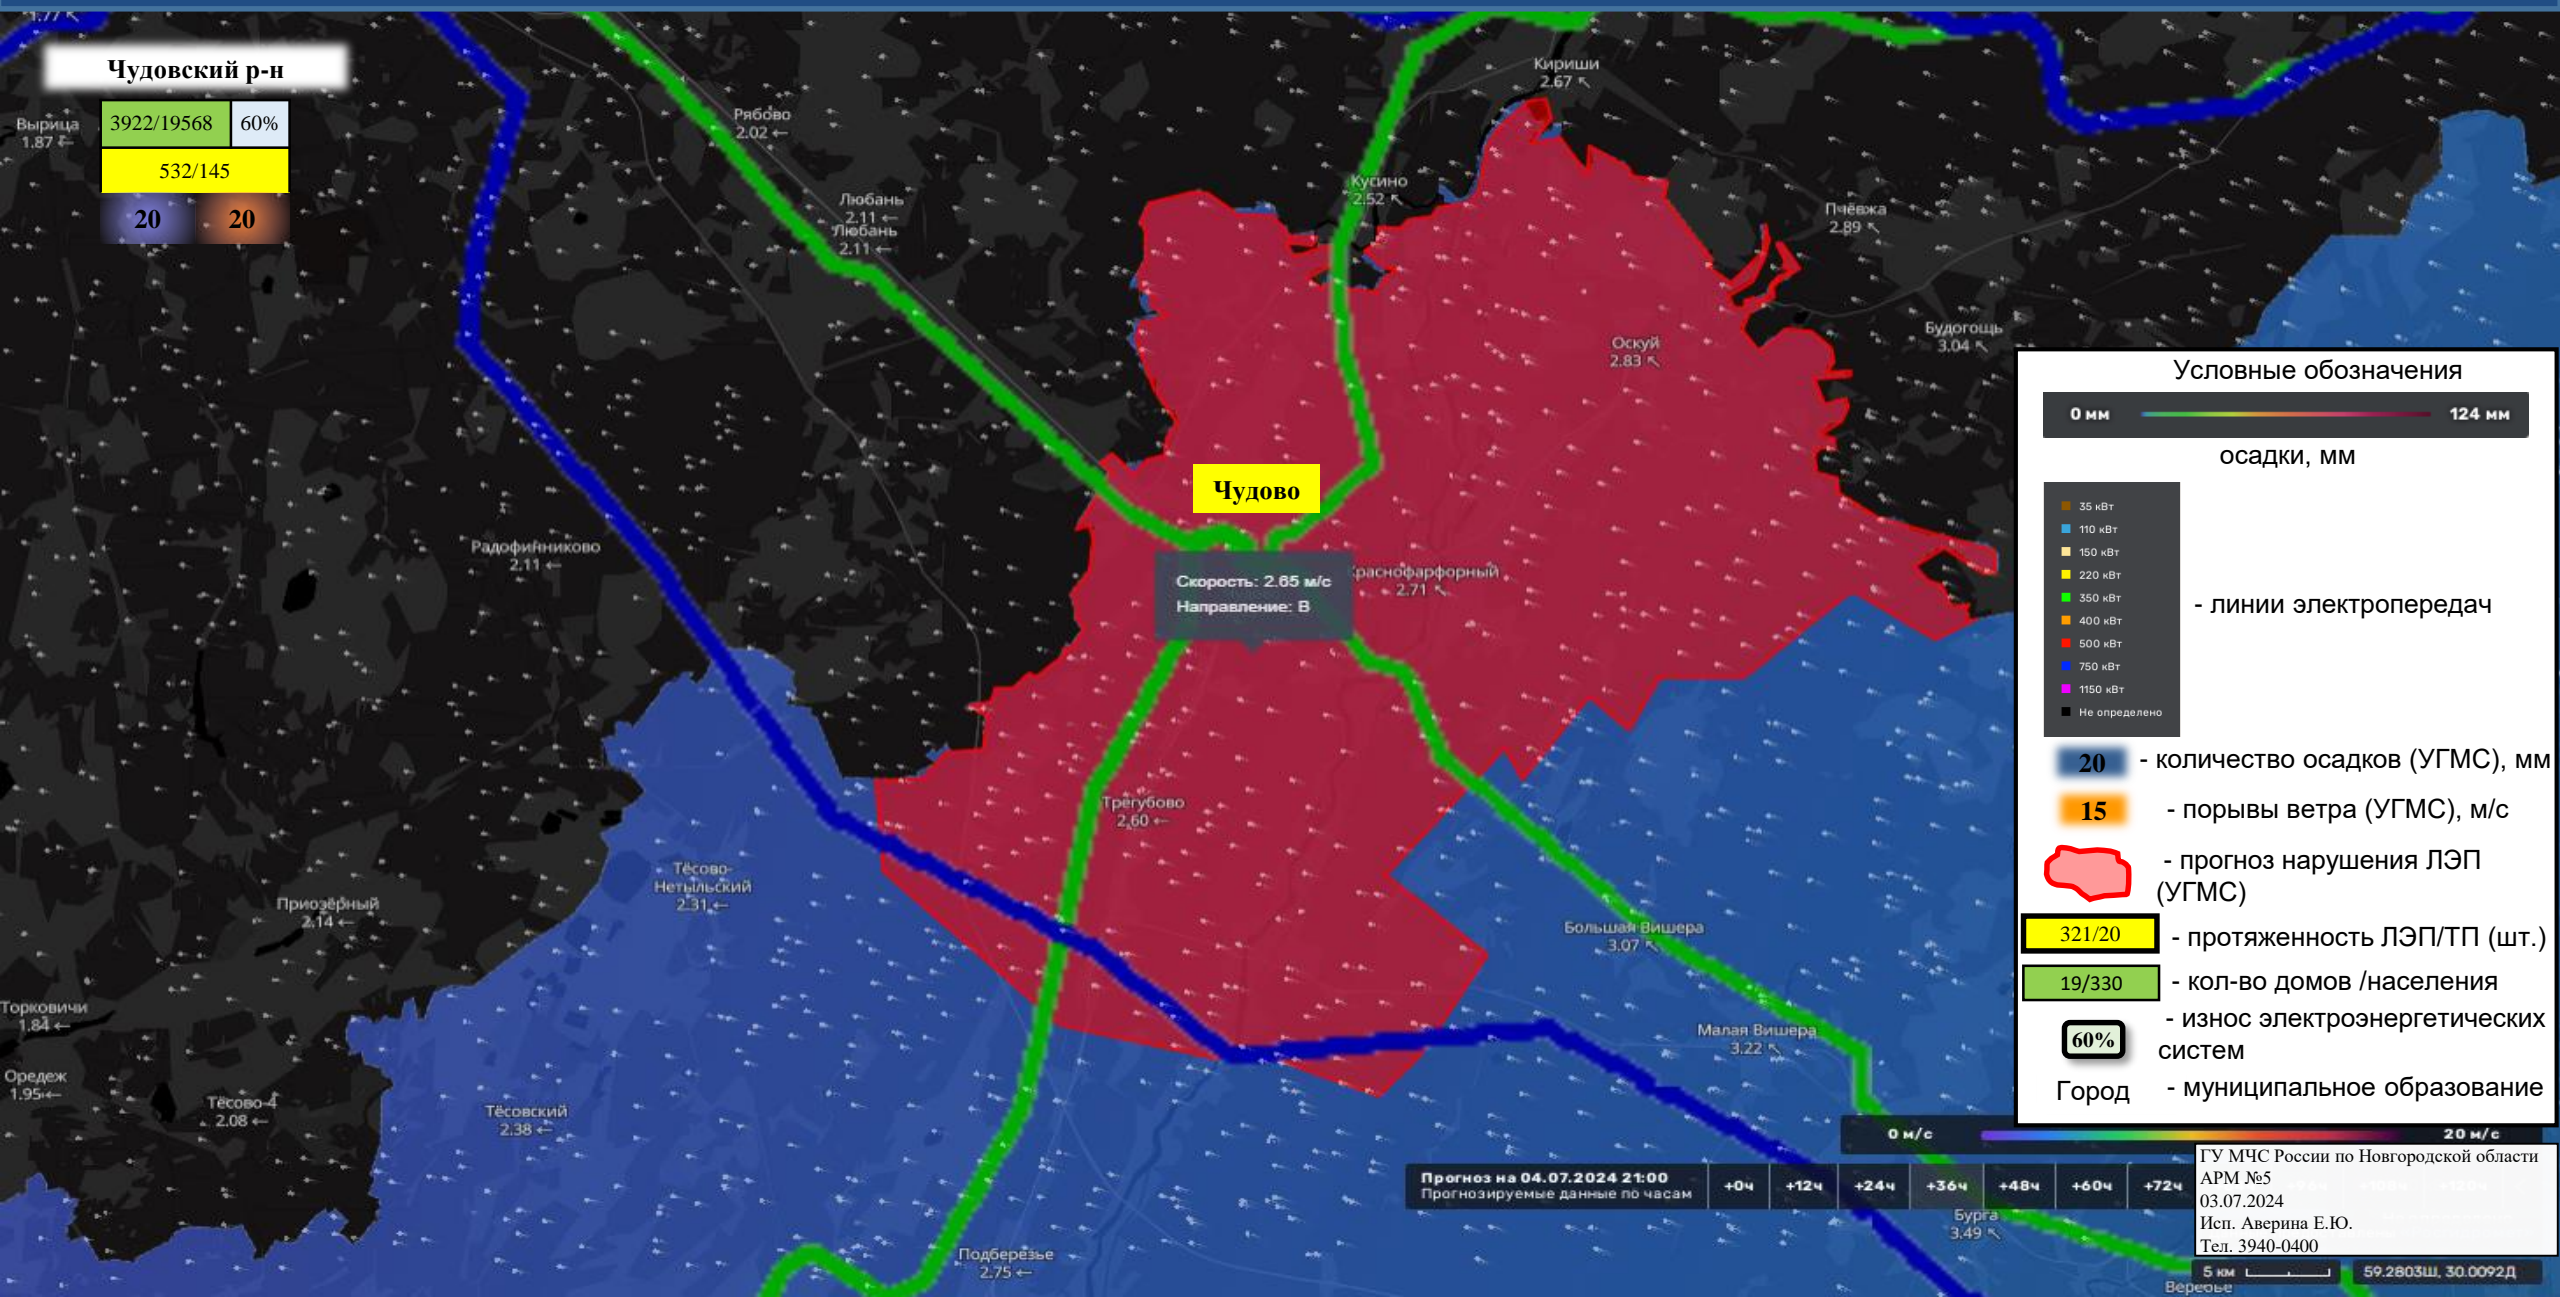 1.77 ↖
Чудовский р-н
3922/19568 60%
532/145
20 20
Вырица
1.87 ←
Рябово
2.02 ←
Любань
2.11 ←
Любань
2.11 ←
Кириши
2.67 ↖
Кусино
2.52 ↖
Пчёвжа
2.89 ↖
Будогощь
3.04 ↖
Оскуй
2.83 ↖
Чудово
Скорость: 2.65 м/с
Направление: В
Краснофарфорный
2.71 ↖
Радофинниково
2.11 ←
Трегубово
2.60 ←
Тёсово-
Нетыльский
2.31 ←
Приозёрный
2.14 ←
Большая Вишера
3.07 ↖
Торковичи
1.84 ←
Малая Вишера
3.22 ↖
Оредеж
1.95 ←
Тёсово-4
2.08 ←
Тёсовский
2.38 ←
Подберезье
2.75 ←
Бурга
3.49 ↖
Веребье
Условные обозначения
0 мм 124 мм
осадки, мм
35 кВт
110 кВт
150 кВт
220 кВт
350 кВт
400 кВт
500 кВт
750 кВт
1150 кВт
Не определено
- линии электропередач
20 - количество осадков (УГМС), мм
15 - порывы ветра (УГМС), м/с
- прогноз нарушения ЛЭП
(УГМС)
321/20 - протяженность ЛЭП/ТП (шт.)
19/330 - кол-во домов /населения
60% - износ электроэнергетических
систем
Город - муниципальное образование
0 м/с 20 м/с
Прогноз на 04.07.2024 21:00
Прогнозируемые данные по часам
+0ч +12ч +24ч +36ч +48ч +60ч +72ч
ГУ МЧС России по Новгородской области
АРМ №5
03.07.2024
Исп. Аверина Е.Ю.
Тел. 3940-0400
5 км
59.2803Ш, 30.0092Д